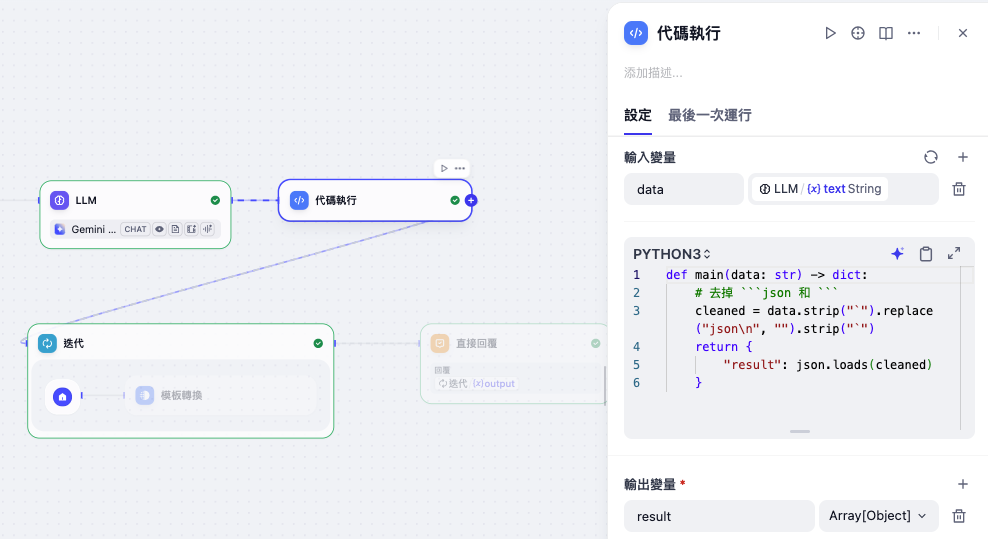 LLM
Gemini ...
CHAT
代碼執行
迭代
模板轉換
直接回覆
回覆
迭代 {x} output
代碼執行
添加描述...
設定
最後一次運行
輸入變量
data
LLM / {x} text String
PYTHON3
1 def main(data: str) -> dict:
2 # 去掉 ```json 和 ```
3 cleaned = data.strip("`").replace
("json\n", "").strip("`")
4 return {
5 "result": json.loads(cleaned)
6 }
輸出變量 *
result
Array[Object]